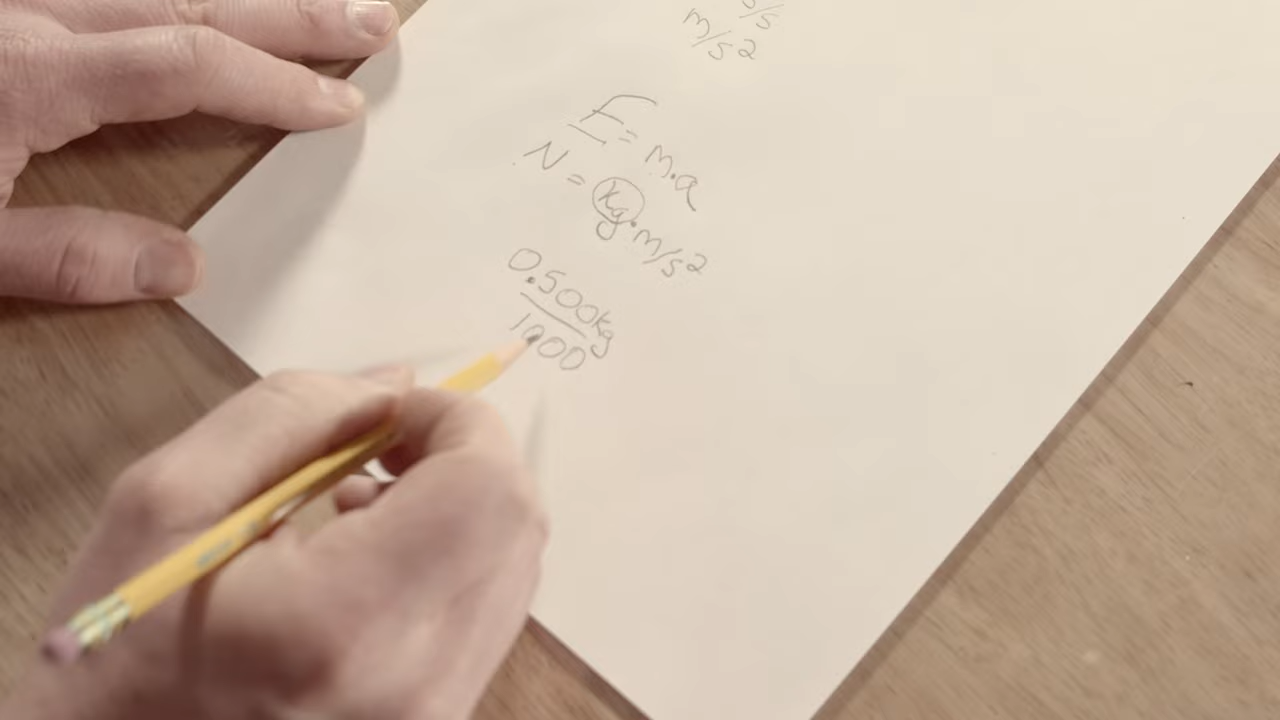 m/s²
F = m·a
N = kg·m/s²
0.500kg
1000